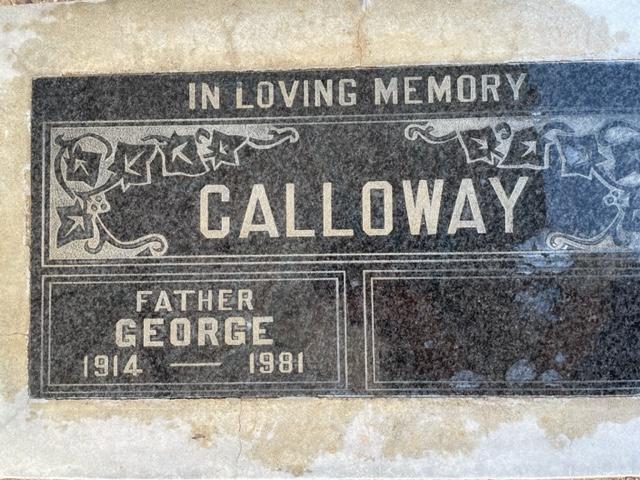 IN LOVING MEMORY
CALLOWAY
FATHER
GEORGE
1914 — 1981